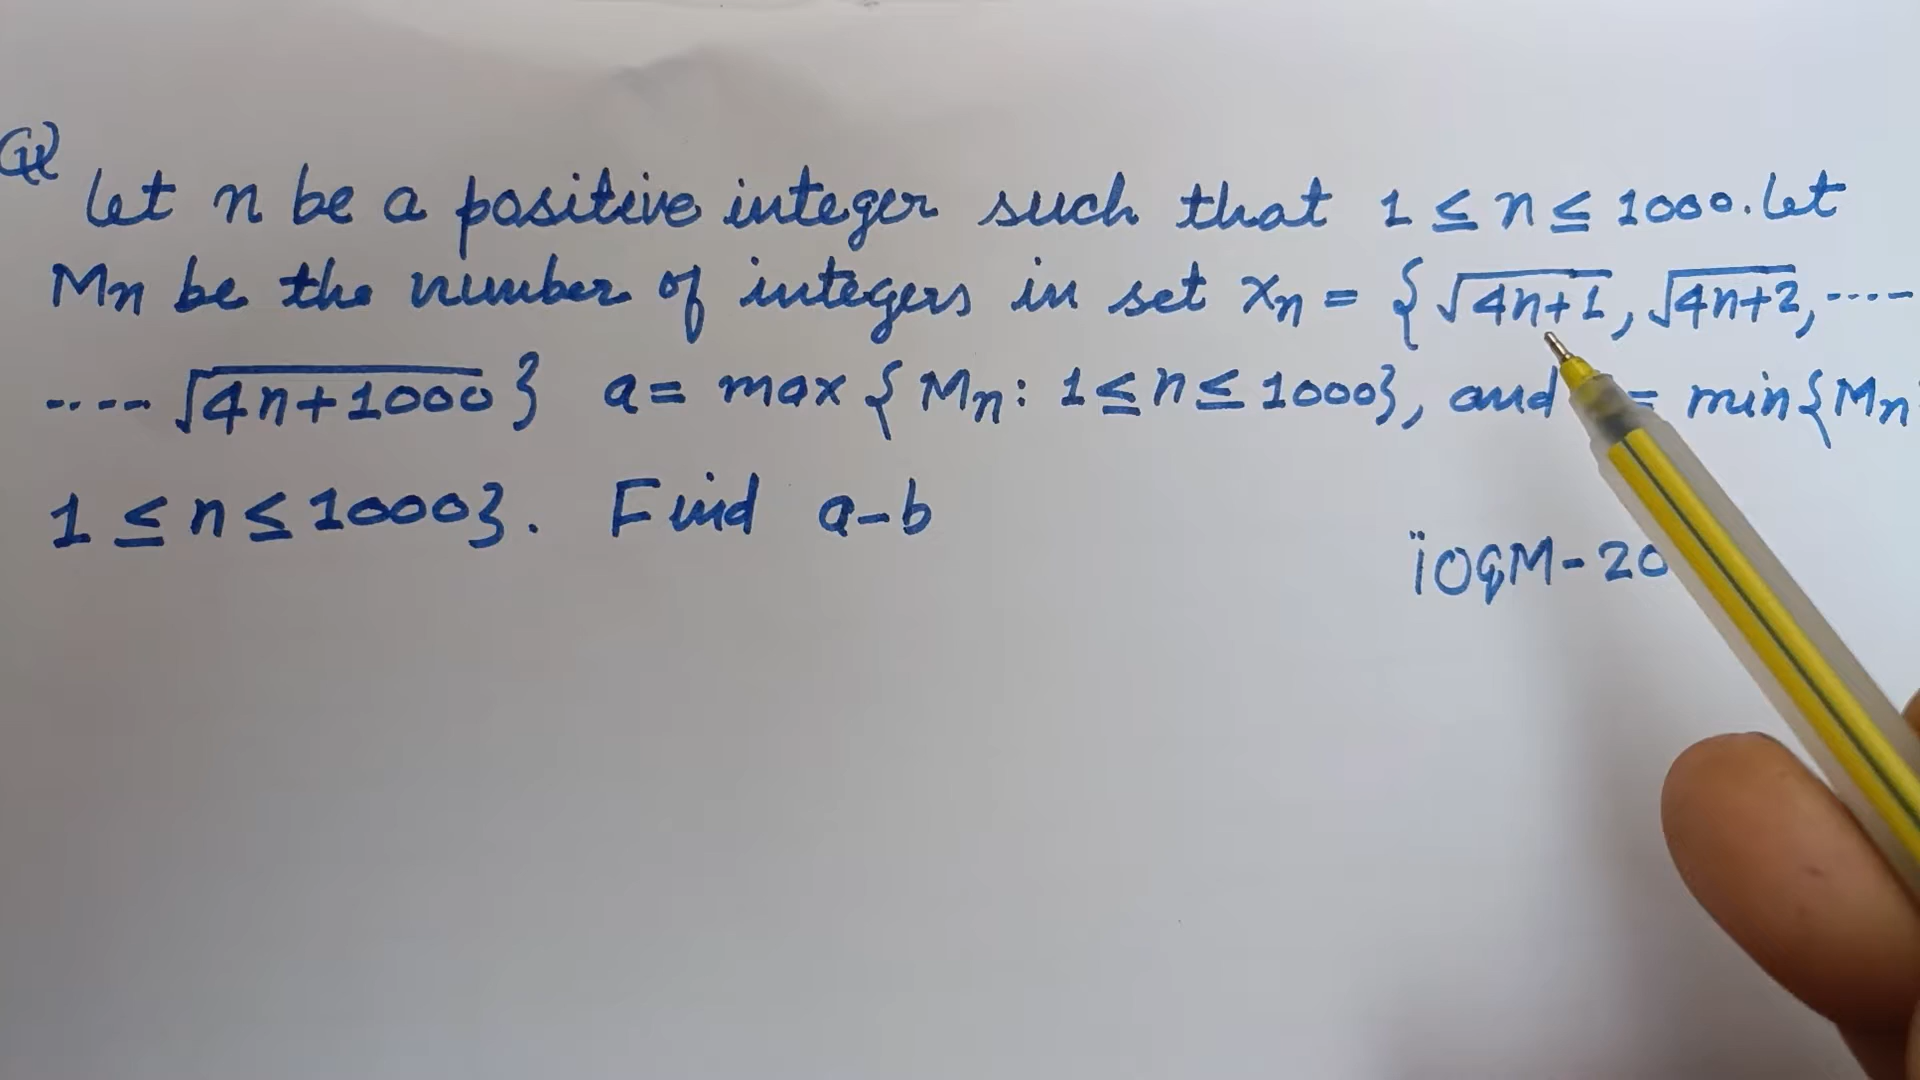 Q
Let n be a positive integer such that 1 ≤ n ≤ 1000. Let
Mn be the number of integers in set Xn = {√4n+1, √4n+2, ....
.... √4n+1000} a = max {Mn: 1≤n≤1000}, and = min{Mn:
1 ≤ n ≤ 1000}. Find a-b
IOQM-20